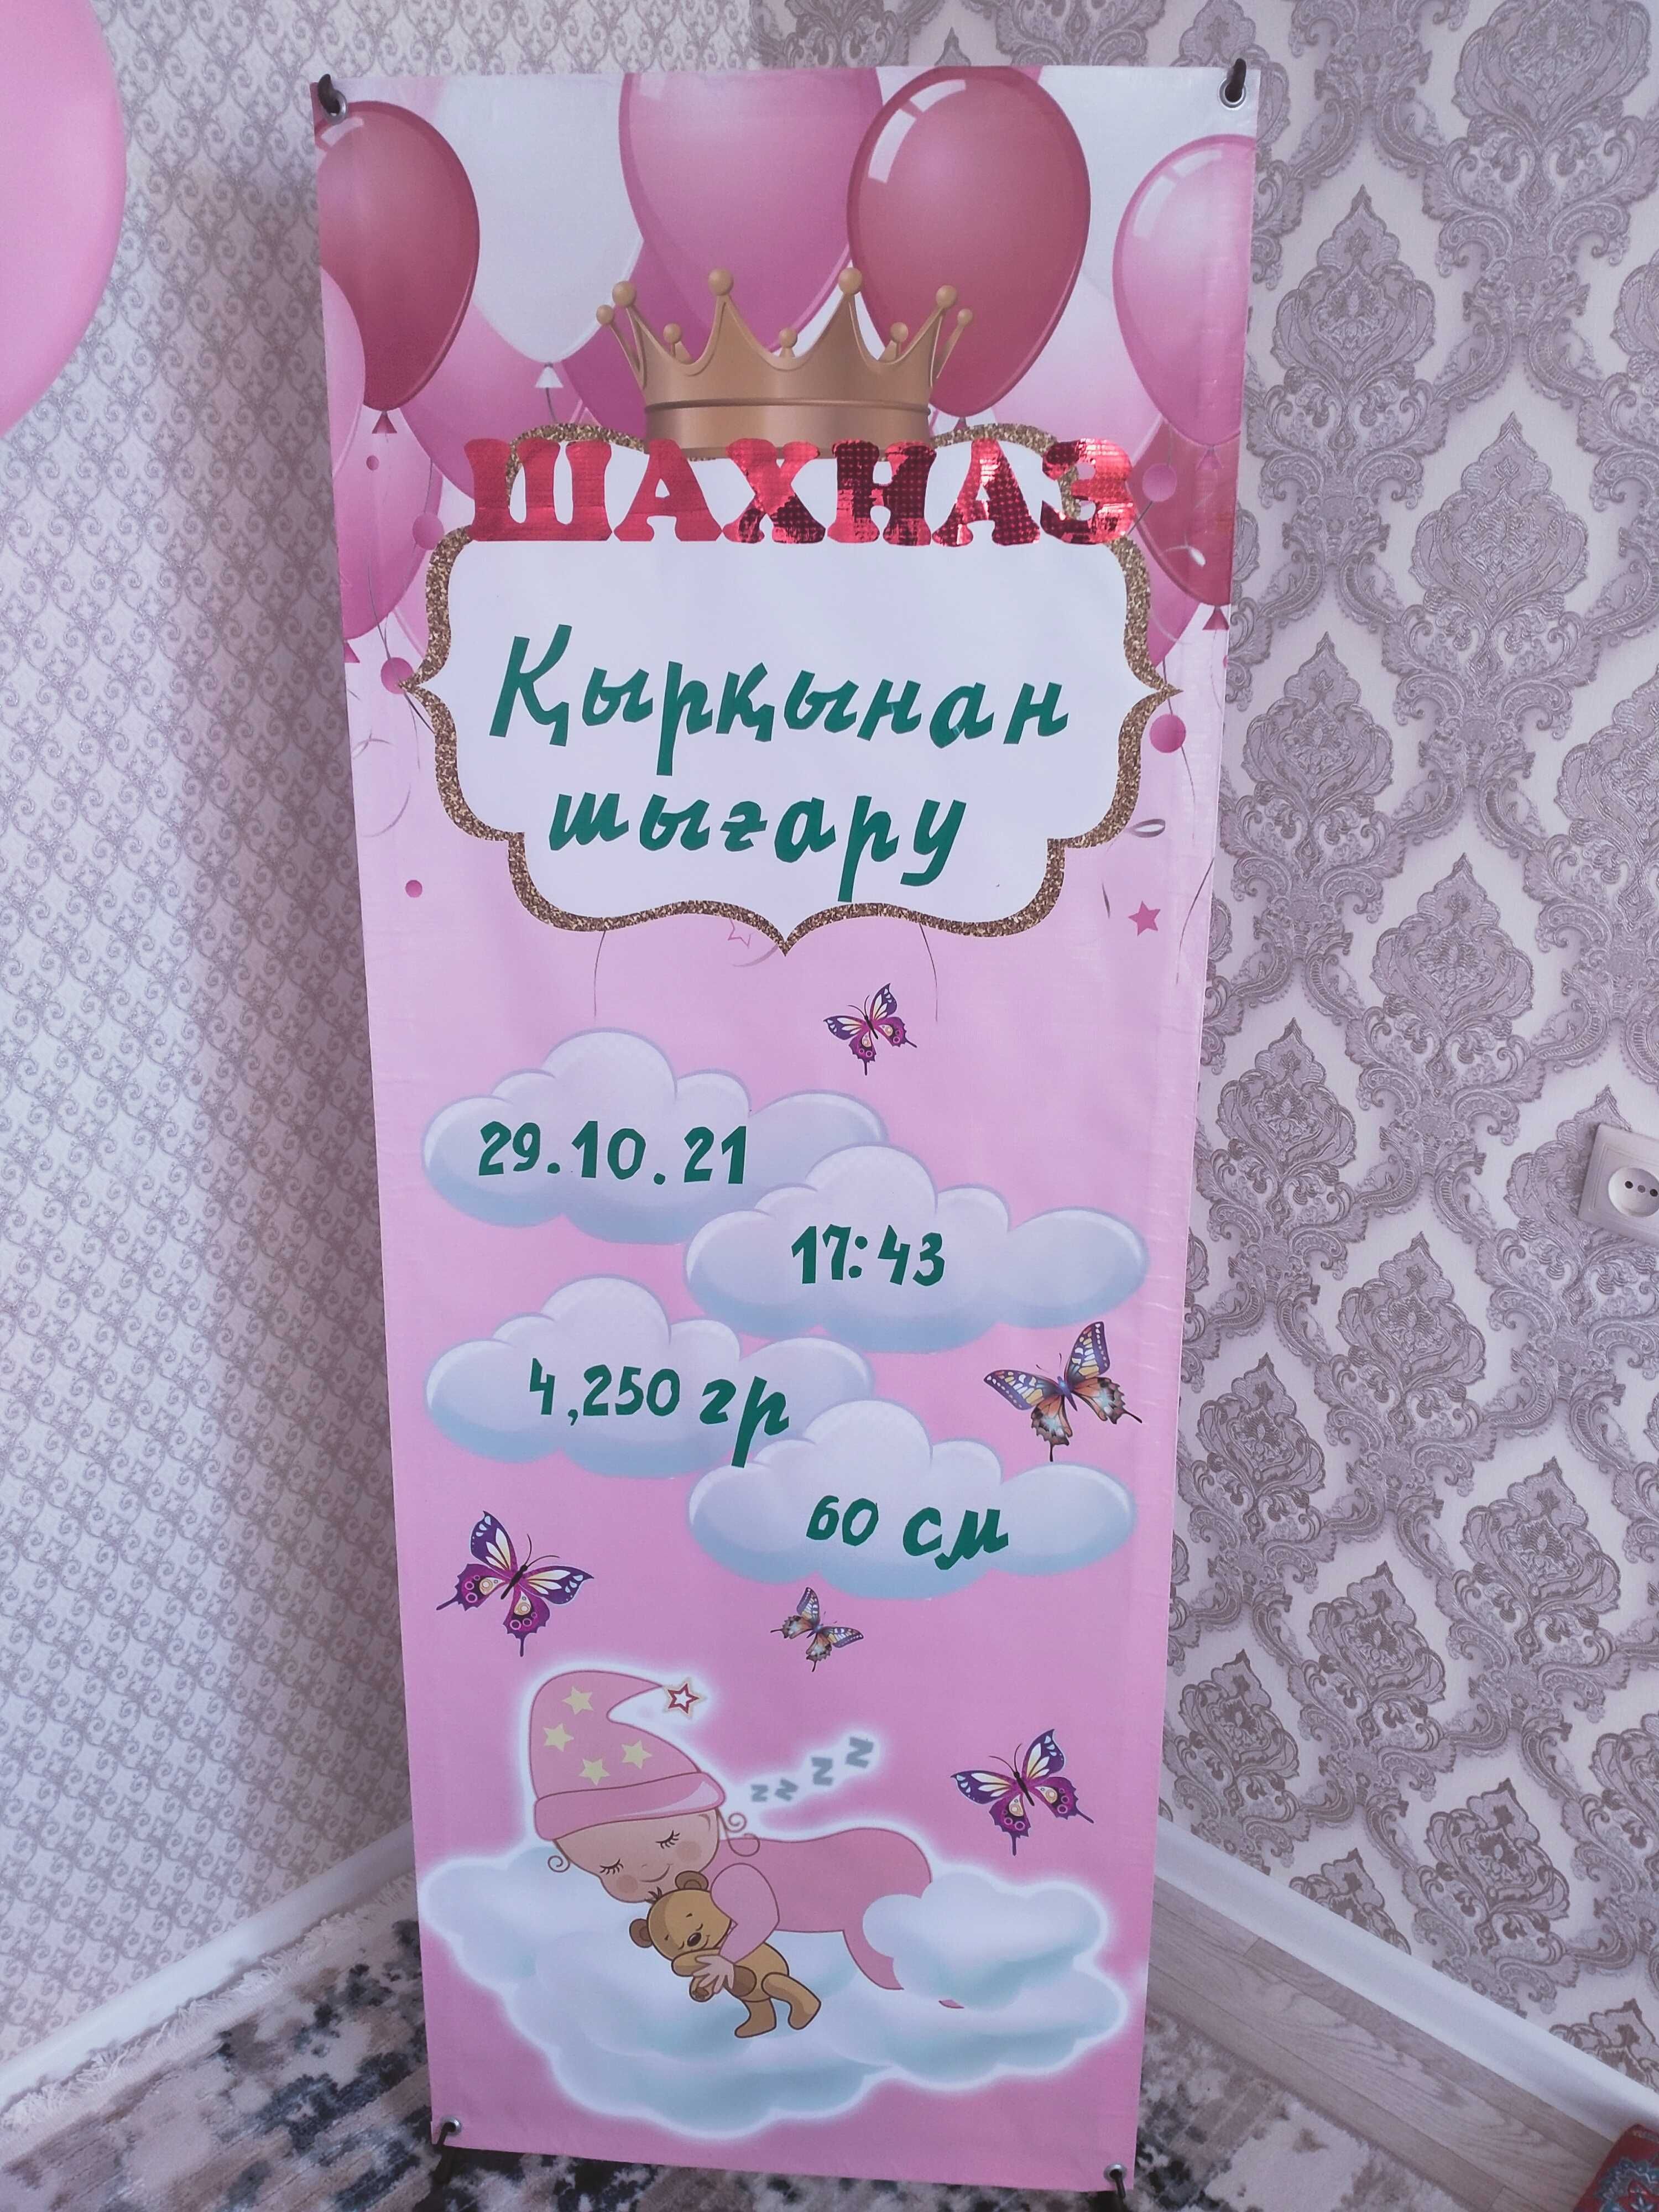 ШАХНАЗ
Қырқынан
шығару
29.10.21
17:43
4,250 гр
60 см
z z z z